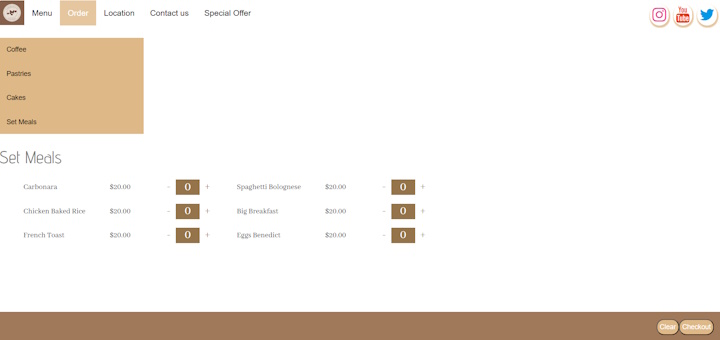 Menu Order Location Contact us Special Offer
You
Tube
Coffee
Pastries
Cakes
Set Meals
Set Meals
Carbonara $20.00 - 0 + Spaghetti Bolognese $20.00 - 0 +
Chicken Baked Rice $20.00 - 0 + Big Breakfast $20.00 - 0 +
French Toast $20.00 - 0 + Eggs Benedict $20.00 - 0 +
Clear Checkout